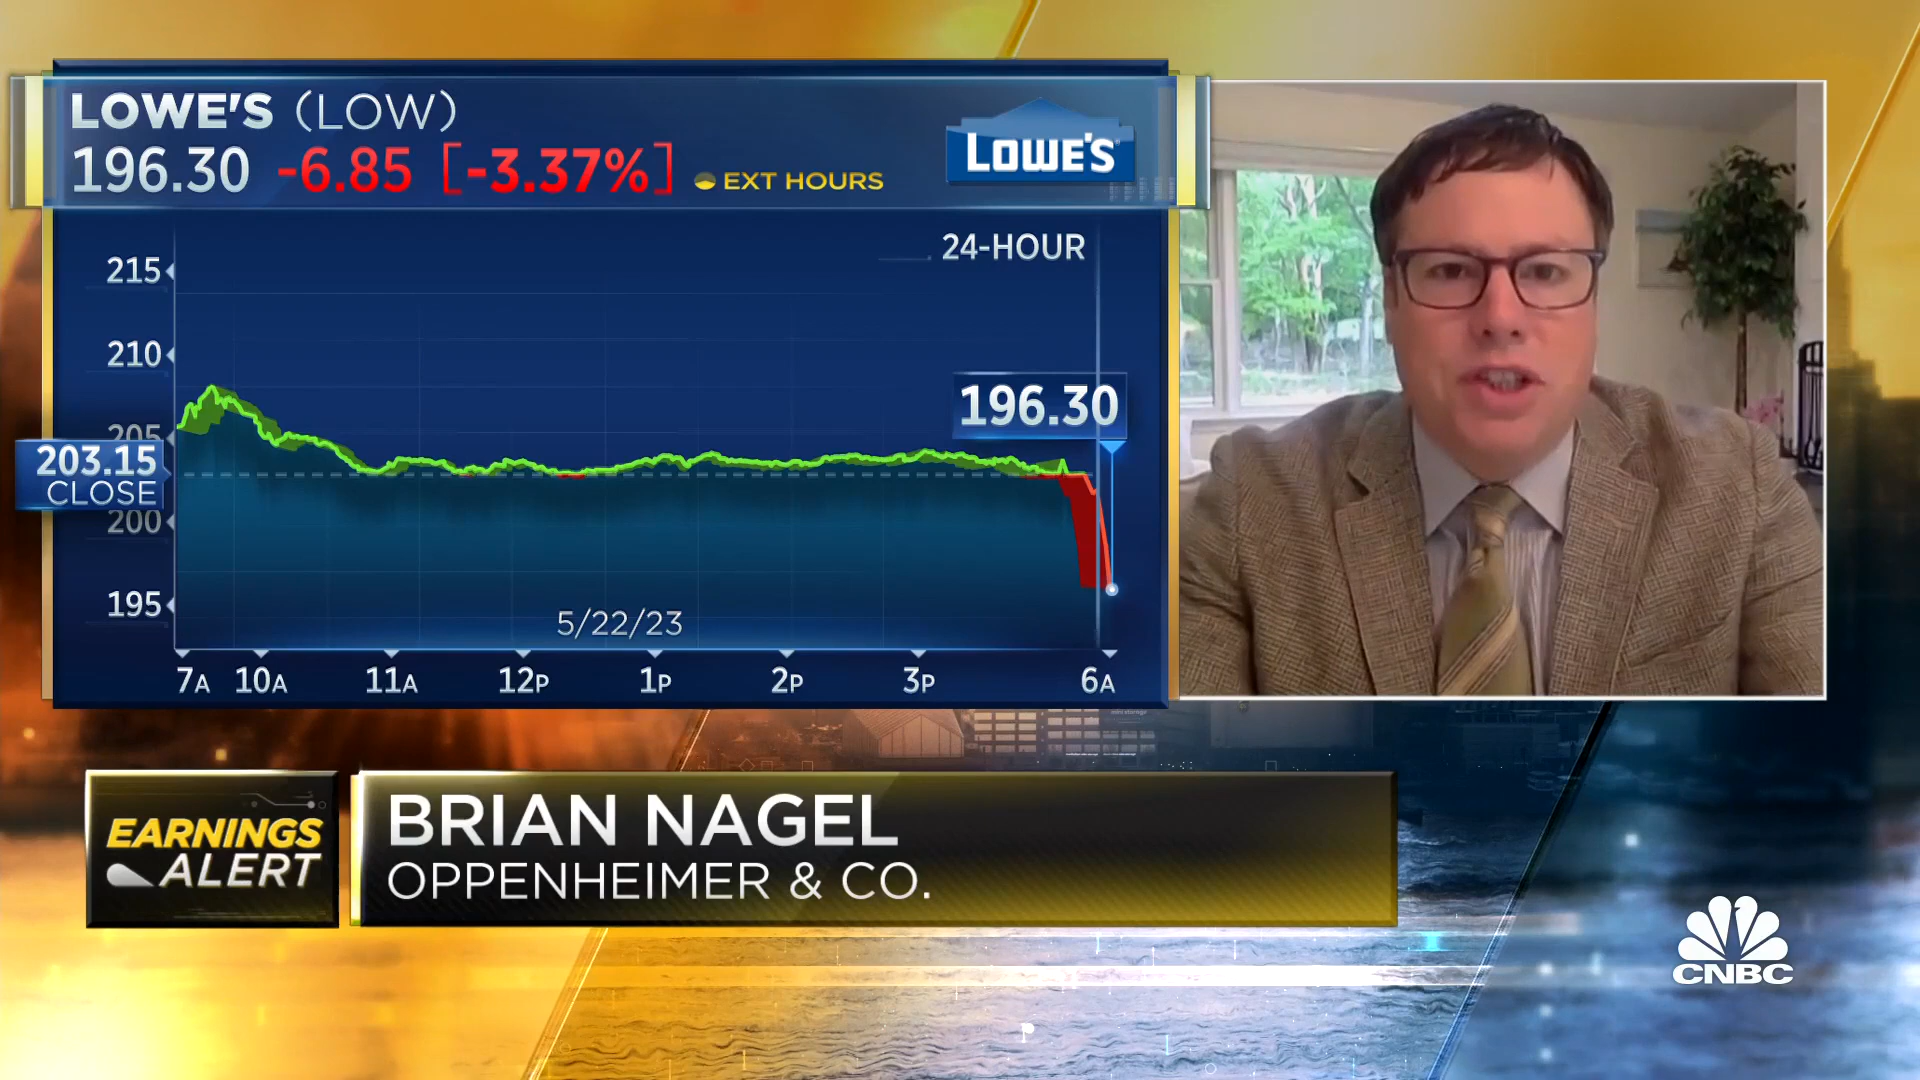 LOWE'S (LOW)
196.30 -6.85 [-3.37%] EXT HOURS
LOWE'S
24-HOUR
215
210
205
203.15
CLOSE
200
195
196.30
5/22/23
7A 10A 11A 12P 1P 2P 3P 6A
EARNINGS
ALERT
BRIAN NAGEL
OPPENHEIMER & CO.
CNBC